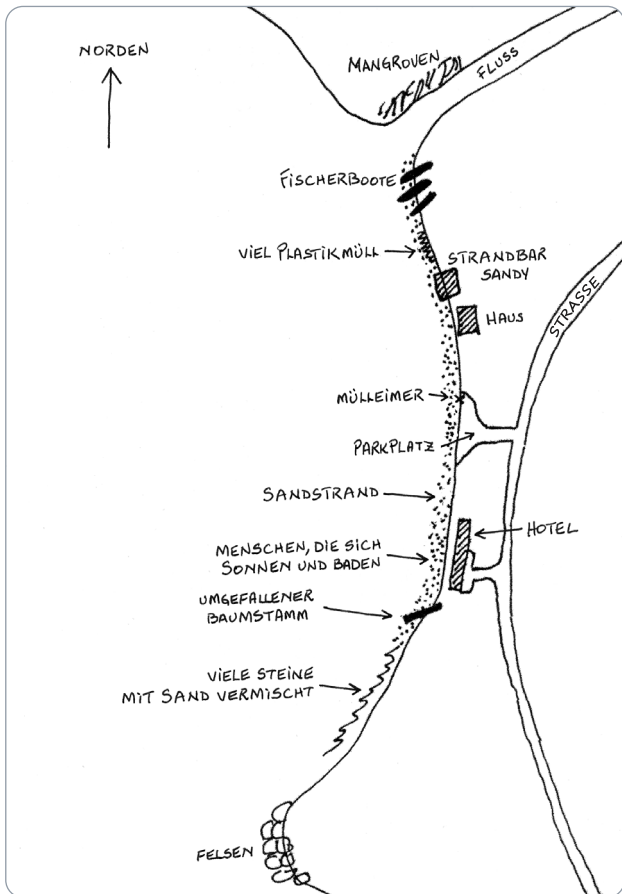 NORDEN
MANGROVEN
FLUSS
FISCHERBOOTE
VIEL PLASTIKMÜLL
STRANDBAR
SANDY
HAUS
STRASSE
MÜLLEIMER
PARKPLATZ
SANDSTRAND
HOTEL
MENSCHEN, DIE SICH
SONNEN UND BADEN
UMGEFALLENER
BAUMSTAMM
VIELE STEINE
MIT SAND VERMISCHT
FELSEN